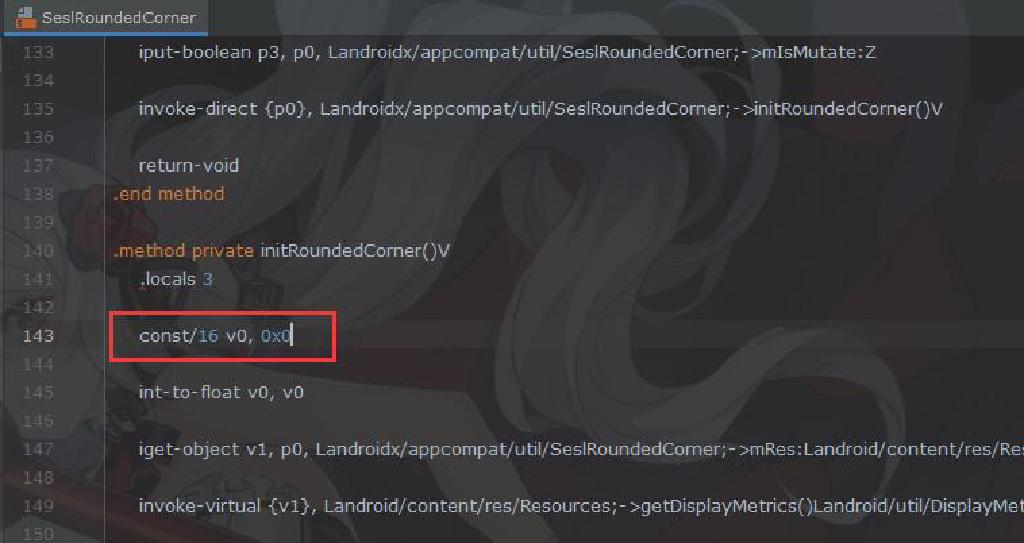 SeslRoundedCorner
133 iput-boolean p3, p0, Landroidx/appcompat/util/SeslRoundedCorner;->mIsMutate:Z
134
135 invoke-direct {p0}, Landroidx/appcompat/util/SeslRoundedCorner;->initRoundedCorner()V
136
137 return-void
138 .end method
139
140 .method private initRoundedCorner()V
141 .locals 3
142
143 const/16 v0, 0x0
144
145 int-to-float v0, v0
146
147 iget-object v1, p0, Landroidx/appcompat/util/SeslRoundedCorner;->mRes:Landroid/content/res/Res
148
149 invoke-virtual {v1}, Landroid/content/res/Resources;->getDisplayMetrics()Landroid/util/DisplayMet
150